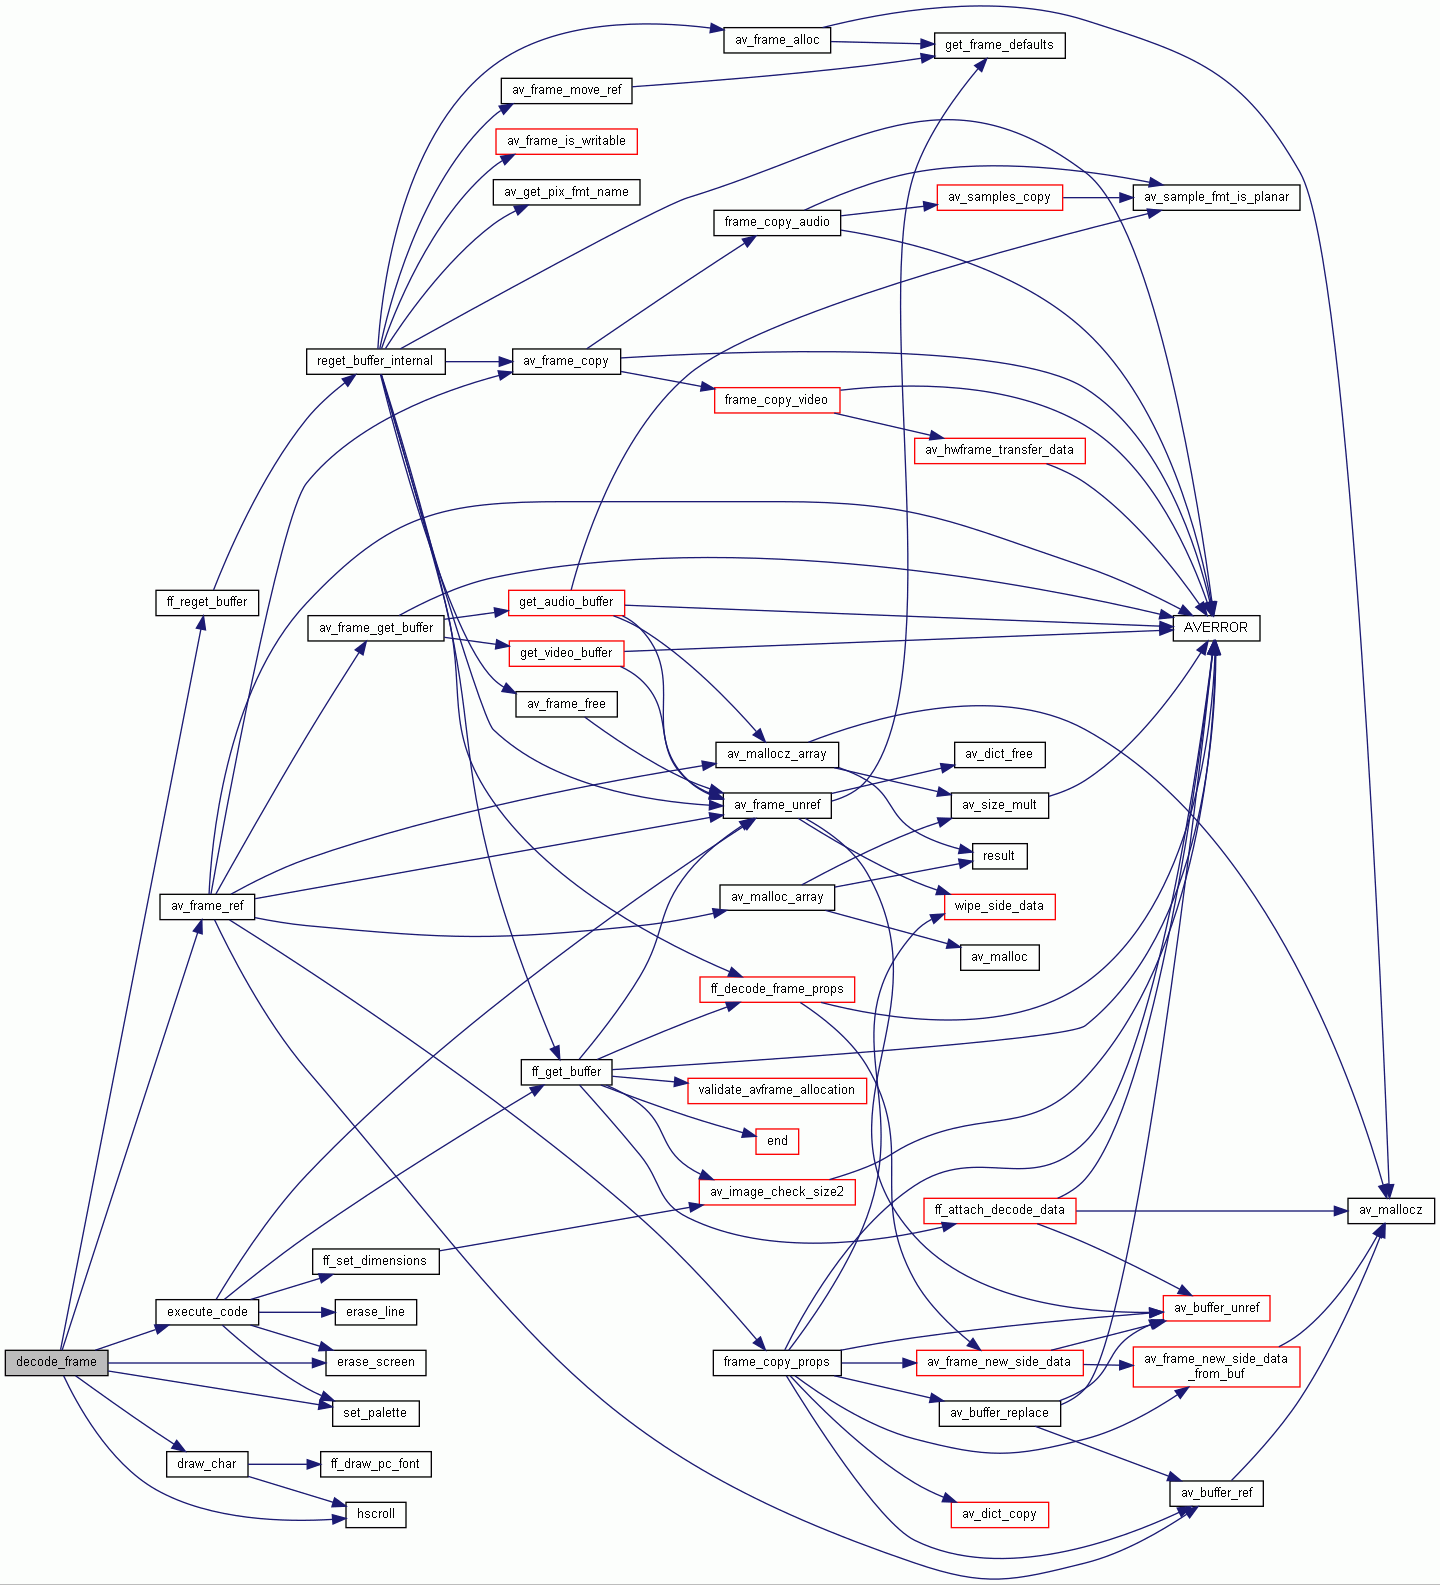 av_frame_alloc
get_frame_defaults
av_frame_move_ref
av_frame_is_writable
av_get_pix_fmt_name
av_samples_copy
av_sample_fmt_is_planar
frame_copy_audio
reget_buffer_internal
av_frame_copy
frame_copy_video
av_hwframe_transfer_data
ff_reget_buffer
get_audio_buffer
av_frame_get_buffer
AVERROR
get_video_buffer
av_frame_free
av_mallocz_array
av_dict_free
av_frame_unref
av_size_mult
result
av_malloc_array
av_frame_ref
wipe_side_data
av_malloc
ff_decode_frame_props
ff_get_buffer
validate_avframe_allocation
end
av_image_check_size2
ff_attach_decode_data
av_mallocz
ff_set_dimensions
execute_code
erase_line
av_buffer_unref
decode_frame
erase_screen
frame_copy_props
av_frame_new_side_data
av_frame_new_side_data
_from_buf
set_palette
av_buffer_replace
draw_char
ff_draw_pc_font
av_buffer_ref
hscroll
av_dict_copy